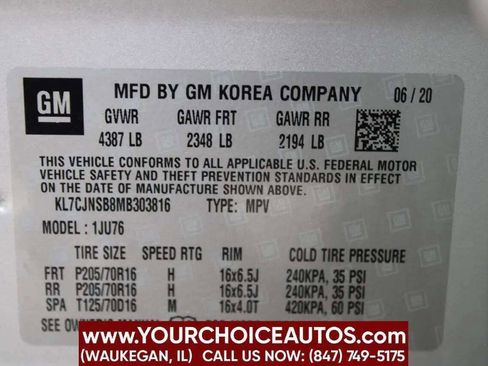 GM
MFD BY GM KOREA COMPANY 06 / 20
GVWR GAWR FRT GAWR RR
4387 LB 2348 LB 2194 LB
THIS VEHICLE CONFORMS TO ALL APPLICABLE U.S. FEDERAL MOTOR
VEHICLE SAFETY AND THEFT PREVENTION STANDARDS IN EFFECT ON THE
DATE OF MANUFACTURE SHOWN ABOVE.
KL7CJNSB8MB303816 TYPE: MPV
MODEL : 1JU76
TIRE SIZE SPEED RTG RIM COLD TIRE PRESSURE
FRT P205/70R16 H 16x6.5J 240KPA, 35 PSI
RR P205/70R16 H 16x6.5J 240KPA, 35 PSI
SPA T125/70D16 M 16x4.0T 420KPA, 60 PSI
SEE
WWW.YOURCHOICEAUTOS.COM
(WAUKEGAN, IL) CALL US NOW: (847) 749-5175